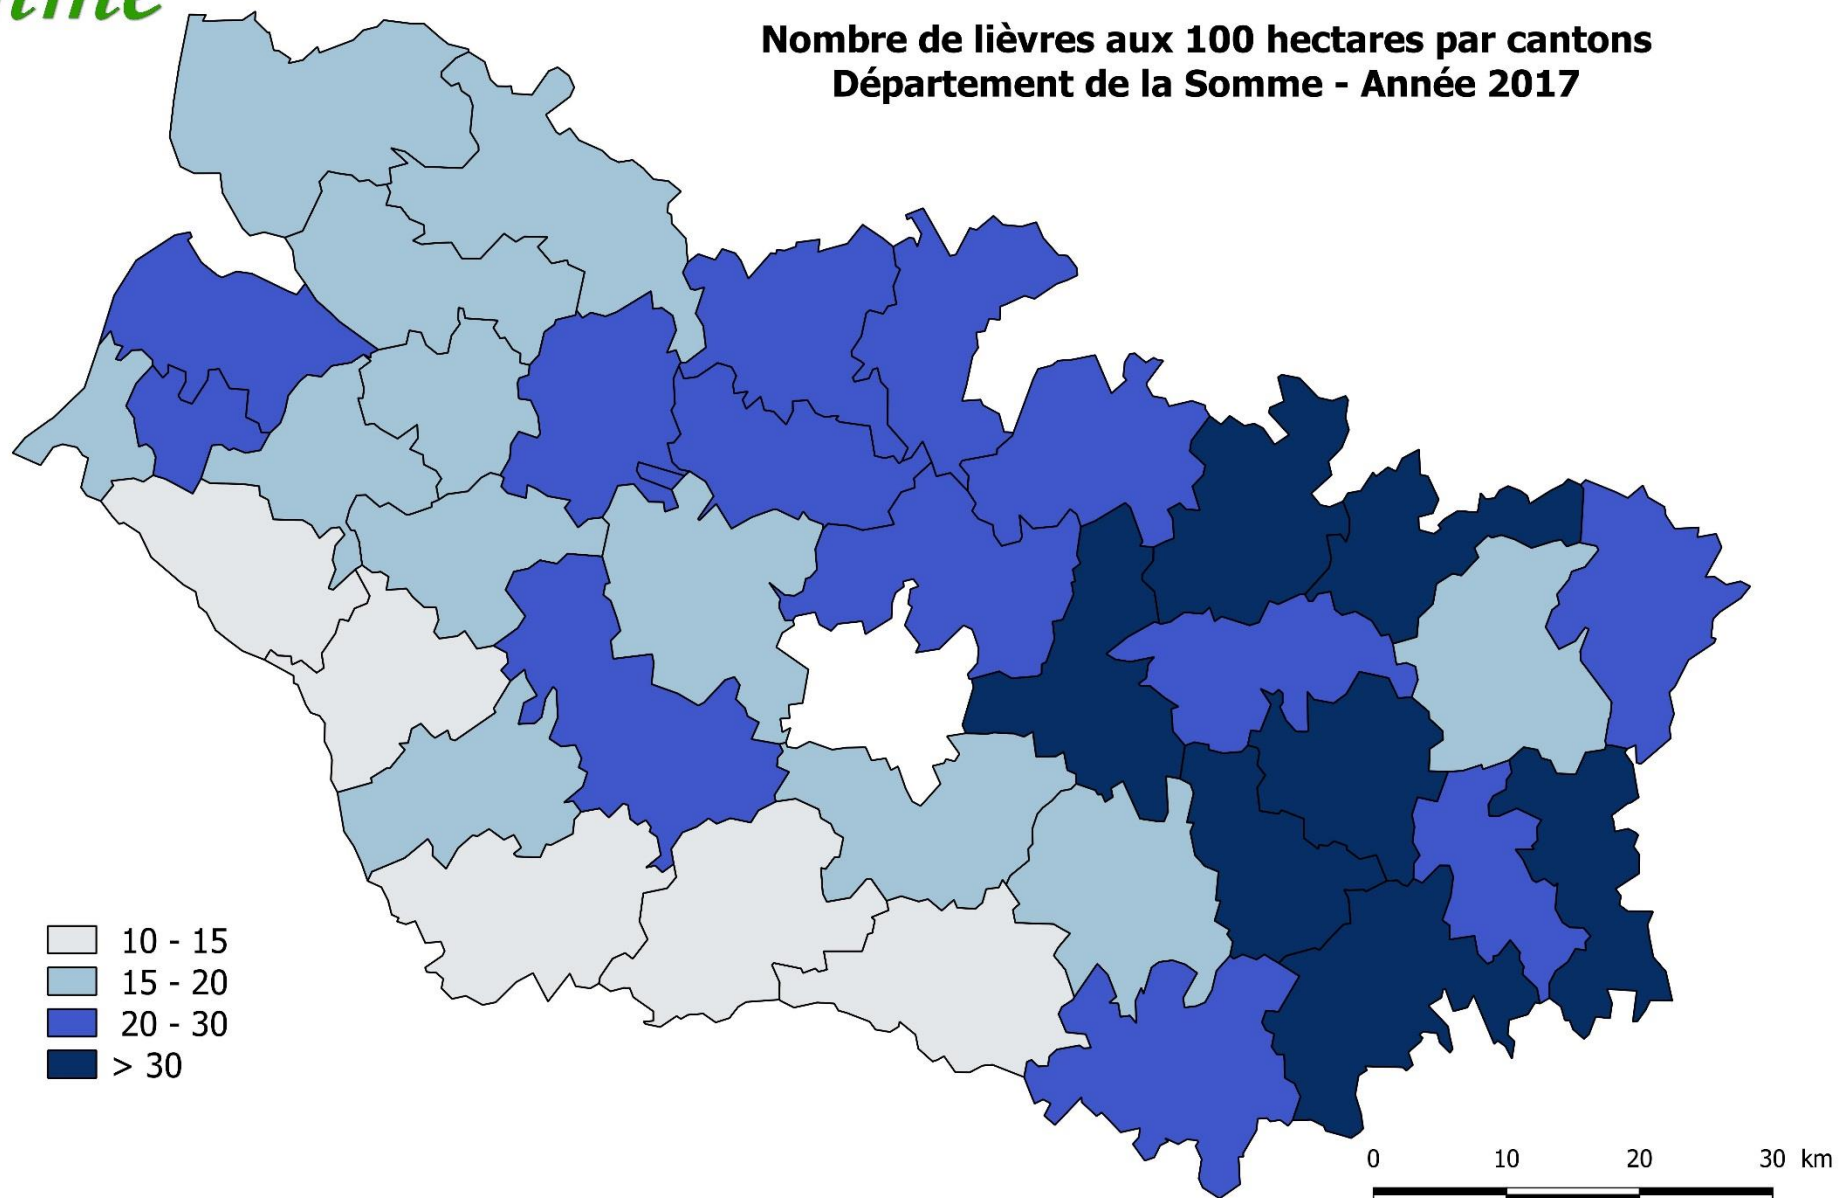 Nombre de lièvres aux 100 hectares par cantons
Département de la Somme - Année 2017
10 - 15
15 - 20
20 - 30
> 30
0 10 20 30 km